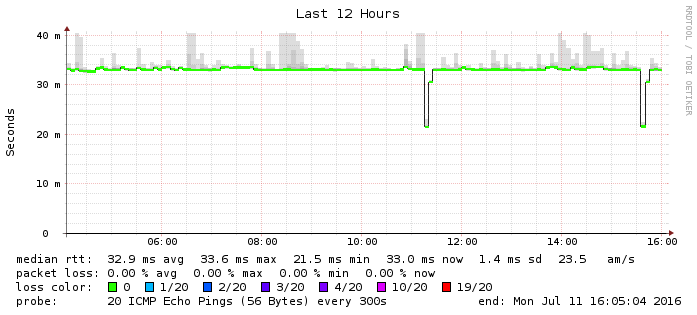 Last 12 Hours
RRDTOOL / TOBI OETIKER
Seconds
40 m
30 m
20 m
10 m
0
06:00 08:00 10:00 12:00 14:00 16:00
median rtt: 32.9 ms avg 33.6 ms max 21.5 ms min 33.0 ms now 1.4 ms sd 23.5 am/s
packet loss: 0.00 % avg 0.00 % max 0.00 % min 0.00 % now
loss color: 0 1/20 2/20 3/20 4/20 10/20 19/20
probe: 20 ICMP Echo Pings (56 Bytes) every 300s end: Mon Jul 11 16:05:04 2016